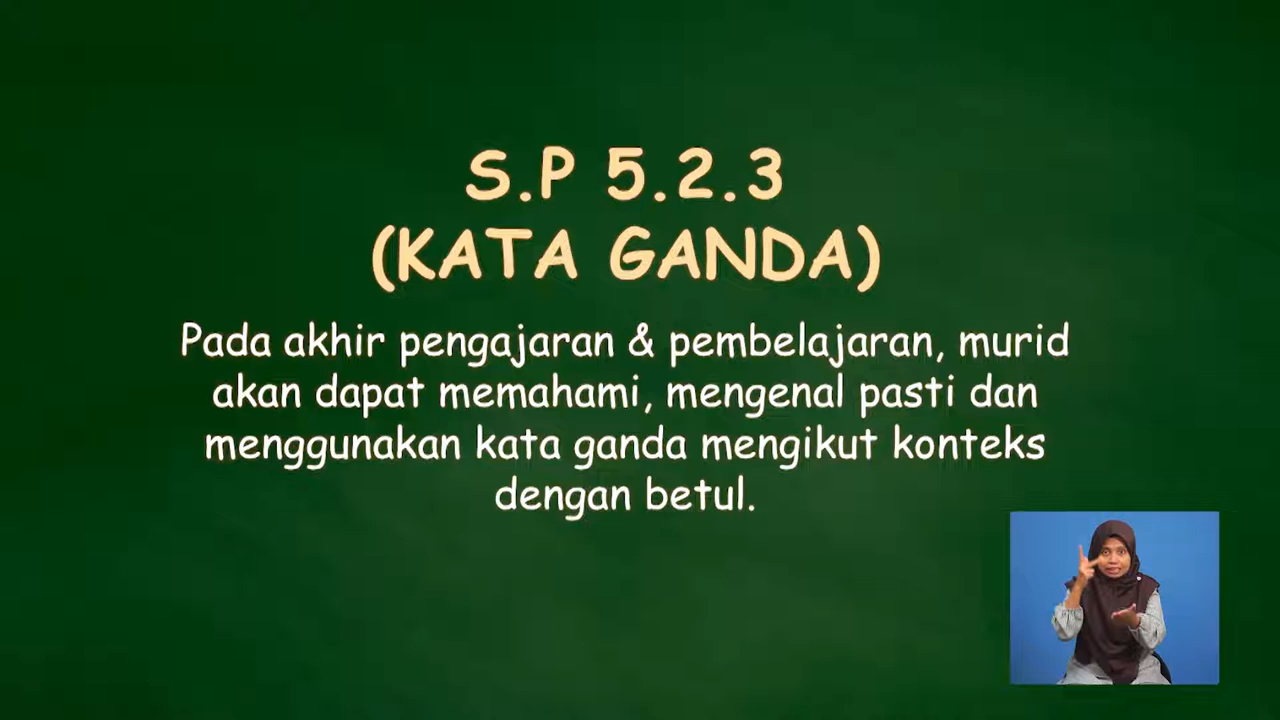 S.P 5.2.3
(KATA GANDA)
Pada akhir pengajaran & pembelajaran, murid
akan dapat memahami, mengenal pasti dan
menggunakan kata ganda mengikut konteks
dengan betul.